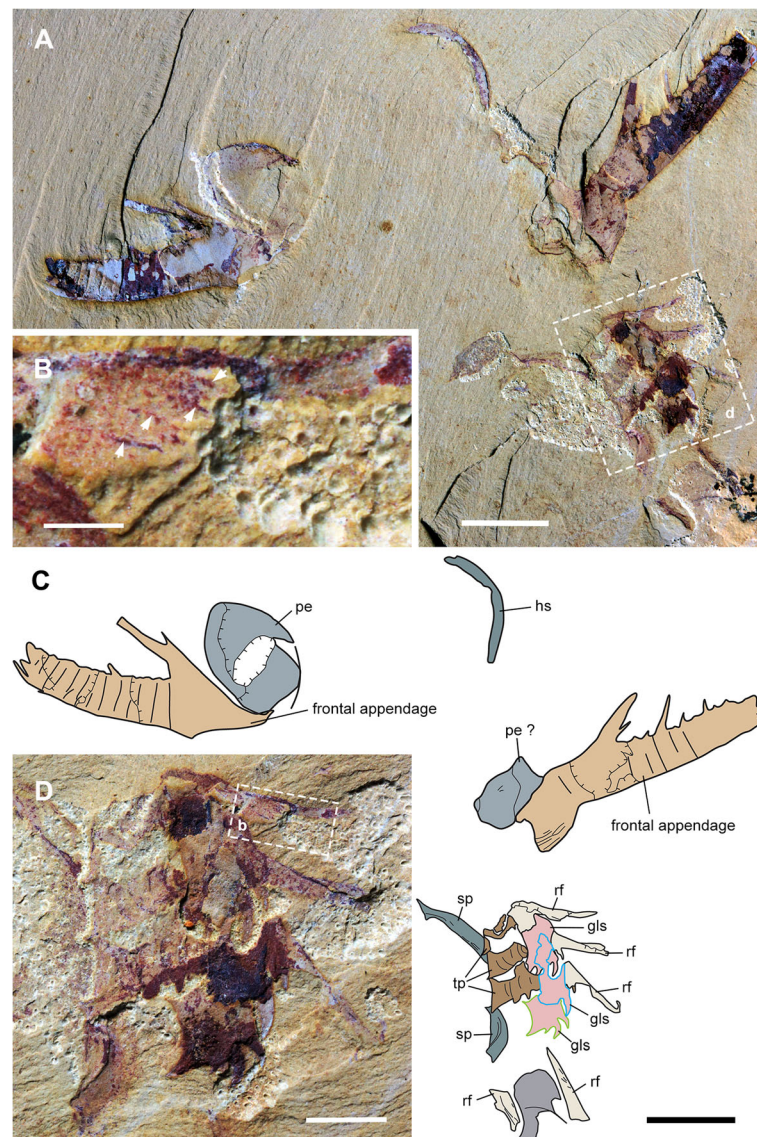 A
d
B
C
pe
hs
frontal appendage
pe ?
frontal appendage
D
b
rf
sp
gls
rf
tp
rf
gls
sp
gls
rf
rf